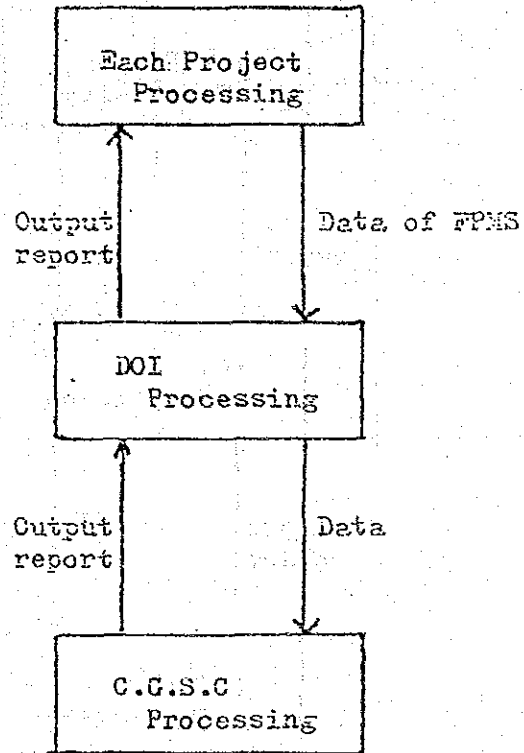 Each Project
Processing
Output
report
Data of FPMS
DOI
Processing
Output
report
Data
C.G.S.C
Processing